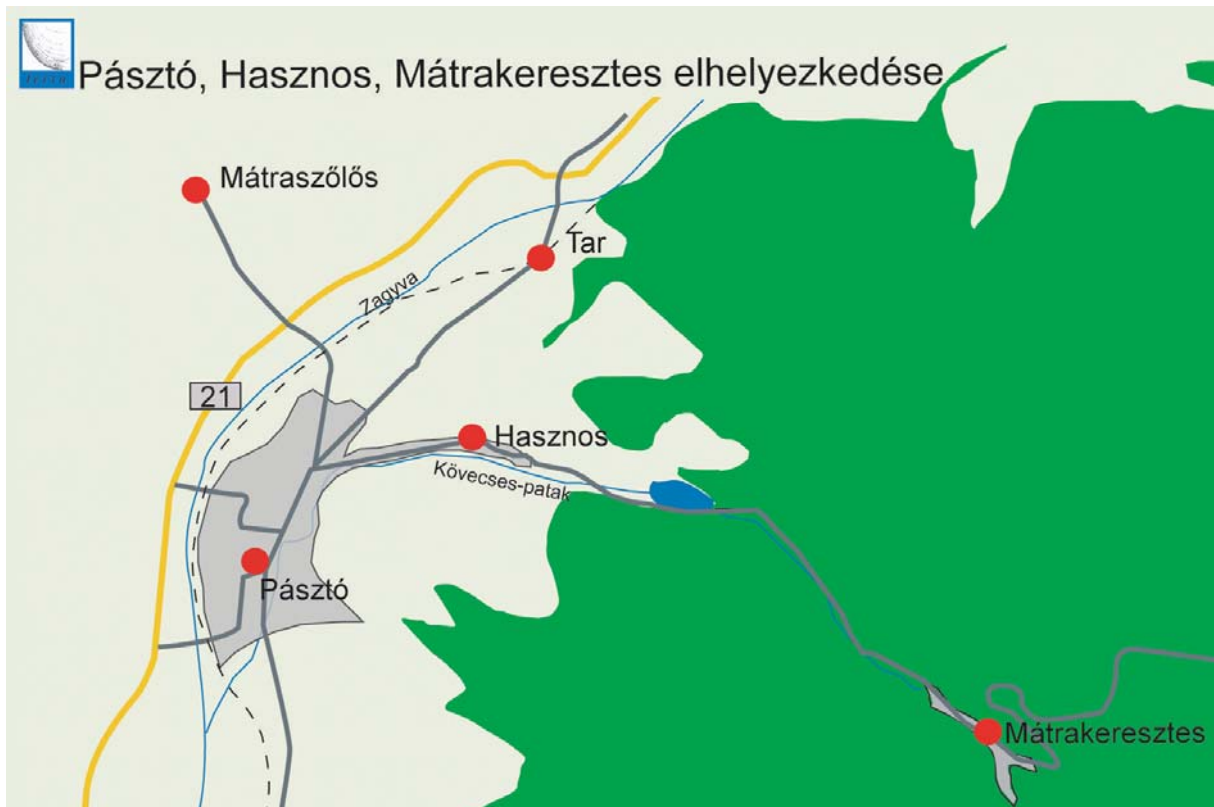 Pásztó, Hasznos, Mátrakeresztes elhelyezkedése
Mátraszőlős
Tar
Zagyva
21
Hasznos
Kövecses-patak
Pásztó
Mátrakeresztes